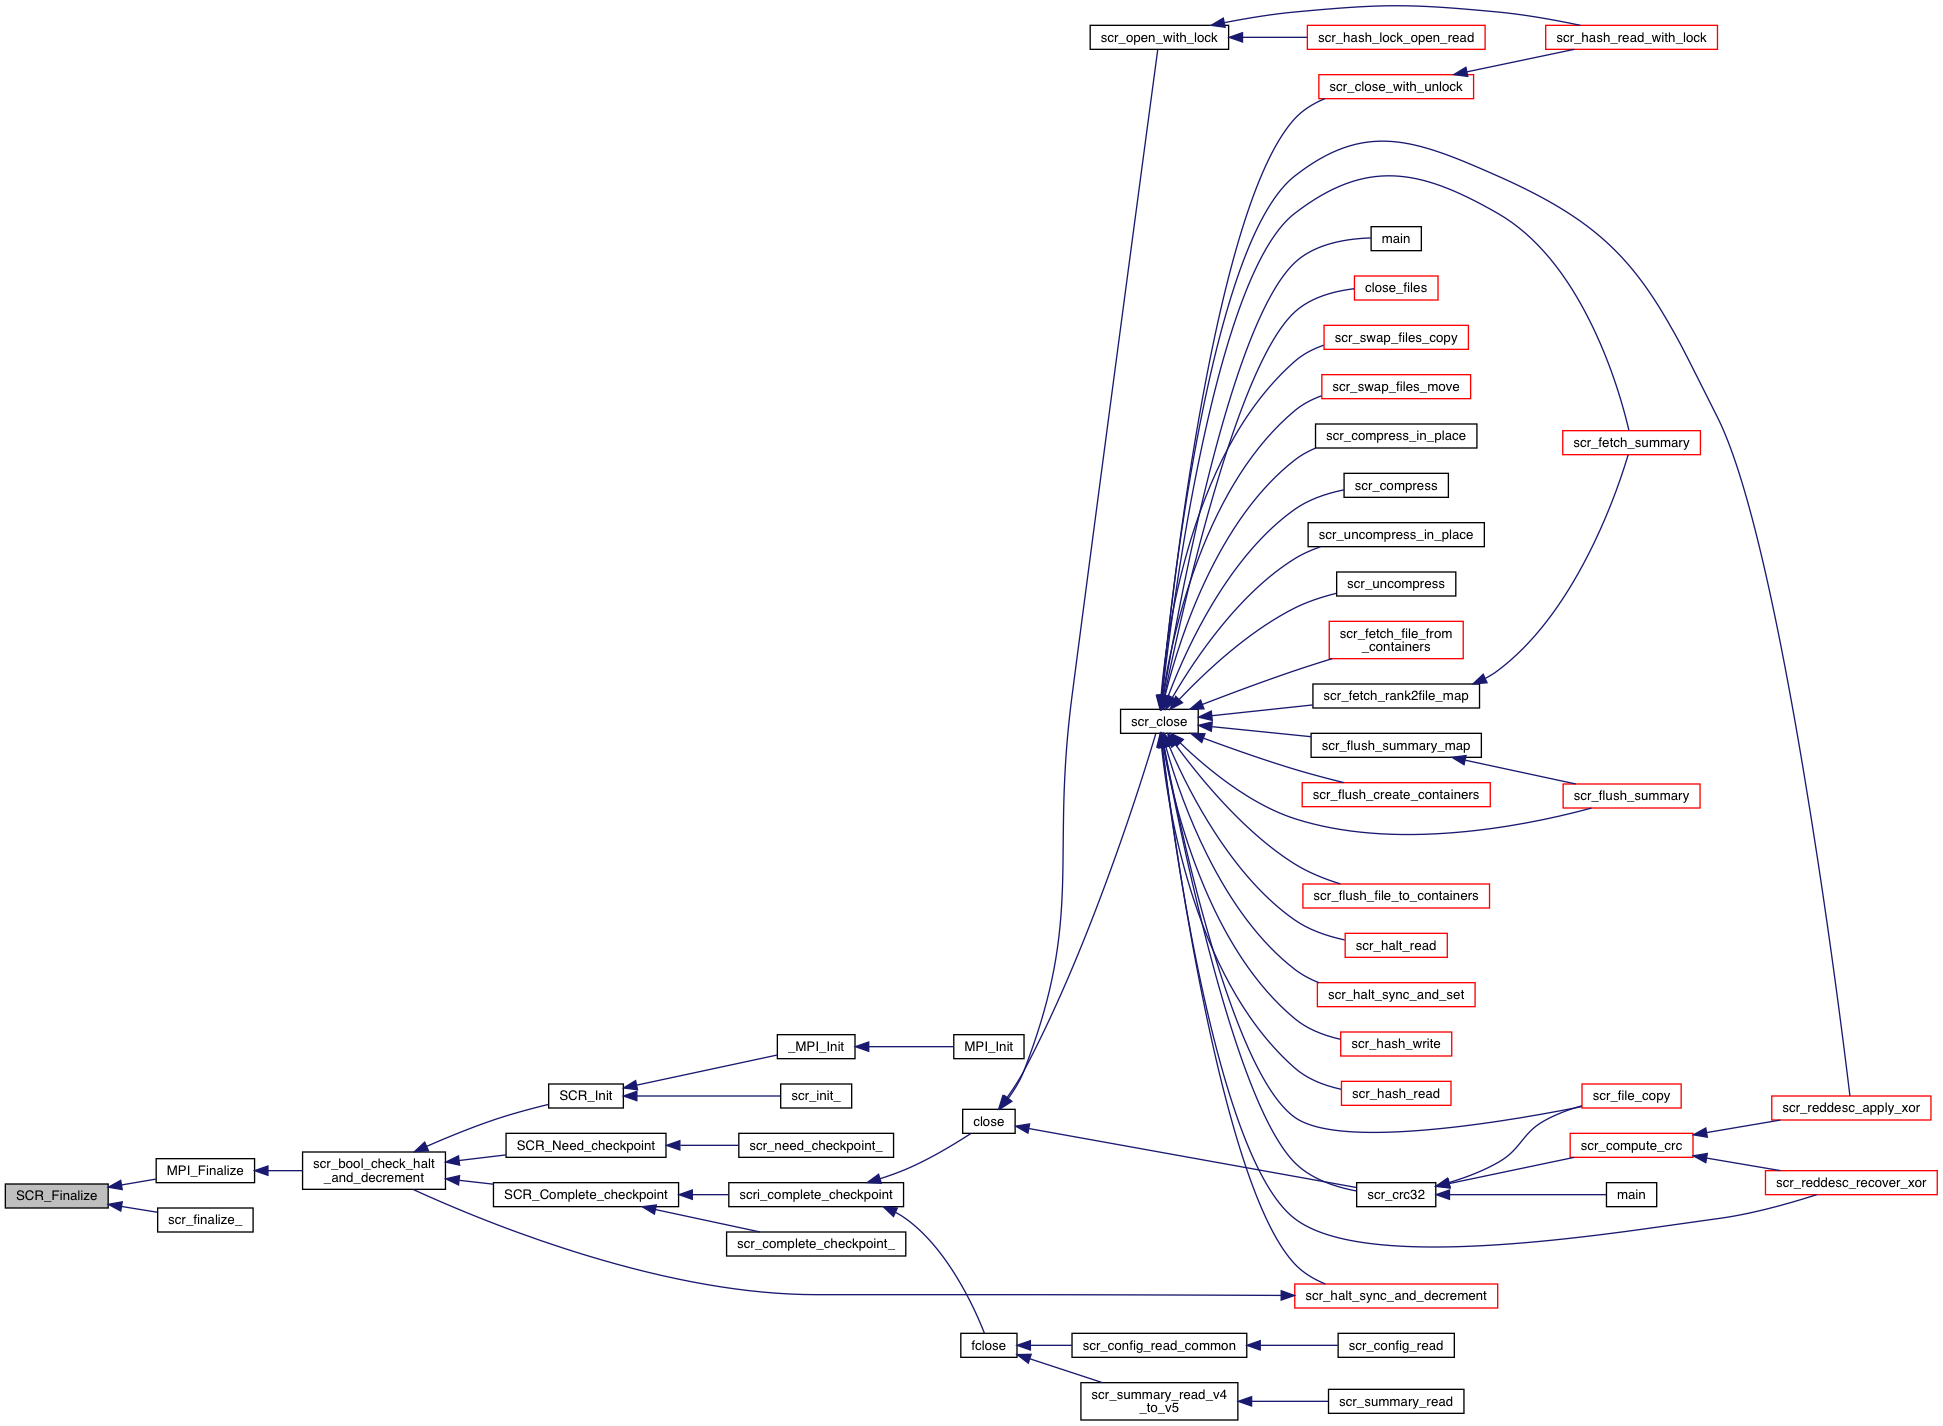 scr_open_with_lock
scr_hash_lock_open_read
scr_hash_read_with_lock
scr_close_with_unlock
main
close_files
scr_swap_files_copy
scr_swap_files_move
scr_compress_in_place
scr_fetch_summary
scr_compress
scr_uncompress_in_place
scr_uncompress
scr_fetch_file_from
_containers
scr_fetch_rank2file_map
scr_close
scr_flush_summary_map
scr_flush_create_containers
scr_flush_summary
scr_flush_file_to_containers
scr_halt_read
scr_halt_sync_and_set
scr_hash_write
_MPI_Init
MPI_Init
scr_hash_read
SCR_Init
scr_init_
scr_file_copy
scr_reddesc_apply_xor
close
SCR_Need_checkpoint
scr_need_checkpoint_
scr_compute_crc
scr_bool_check_halt
_and_decrement
MPI_Finalize
scr_reddesc_recover_xor
SCR_Finalize
SCR_Complete_checkpoint
scri_complete_checkpoint
scr_crc32
main
scr_finalize_
scr_complete_checkpoint_
scr_halt_sync_and_decrement
fclose
scr_config_read_common
scr_config_read
scr_summary_read_v4
_to_v5
scr_summary_read